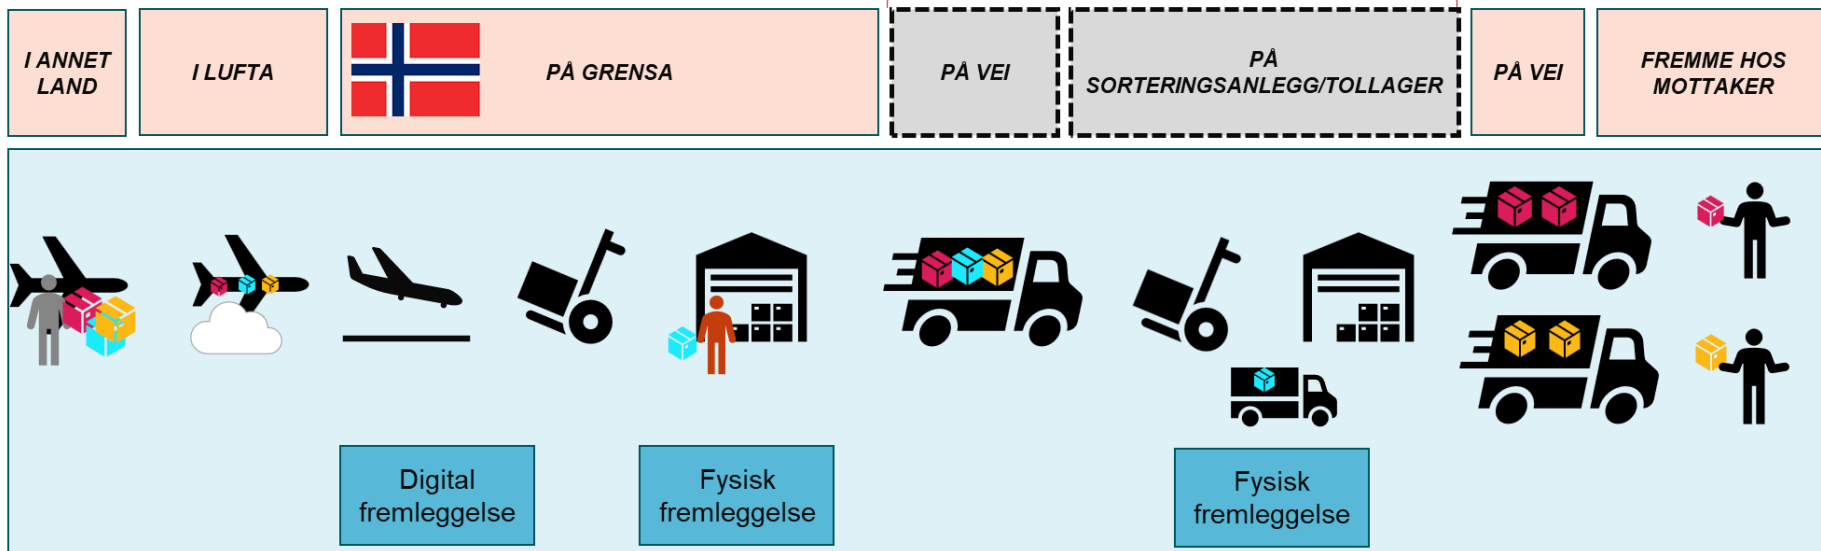 I ANNET
LAND
I LUFTA
PÅ GRENSA
PÅ VEI
PÅ
SORTERINGSANLEGG/TOLLAGER
PÅ VEI
FREMME HOS
MOTTAKER
Digital
fremleggelse
Fysisk
fremleggelse
Fysisk
fremleggelse